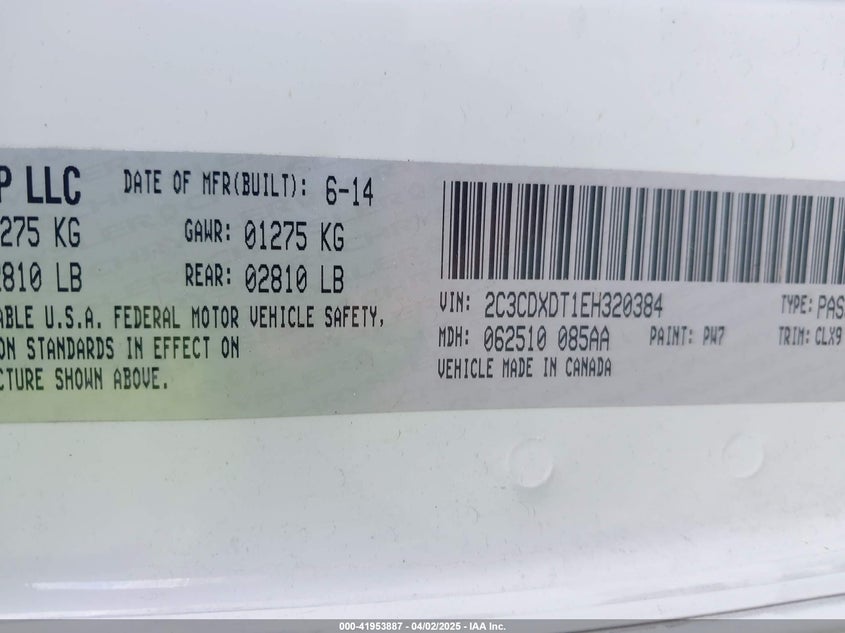 P LLC DATE OF MFR(BUILT): 6-14
275 KG GAWR: 01275 KG
2810 LB REAR: 02810 LB
ABLE U.S.A. FEDERAL MOTOR VEHICLE SAFETY,
ON STANDARDS IN EFFECT ON
CTURE SHOWN ABOVE.
VIN: 2C3CDXDT1EH320384 TYPE: PAS
MDH: 062510 085AA PAINT: PW7 TRIM: CLX9
VEHICLE MADE IN CANADA
000-41953887 - 04/02/2025 - IAA Inc.